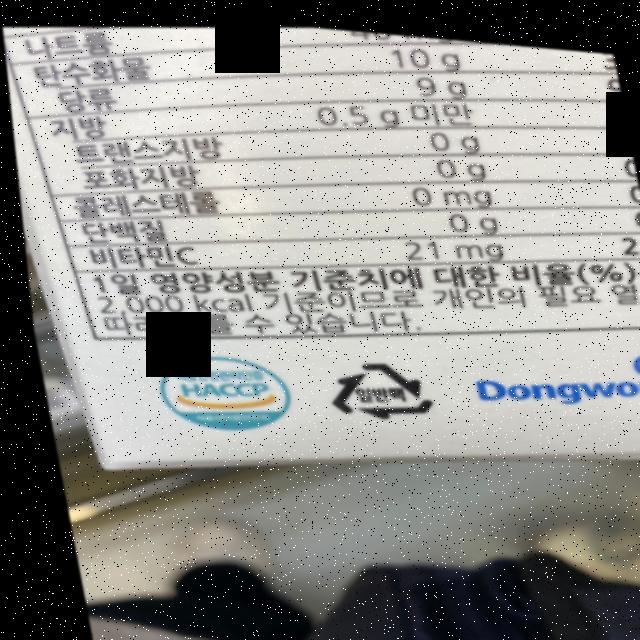 나트륨
탄수화물 10 g
당류 9 g
지방 0.5 g 미만
트랜스지방 0 g
포화지방 0 g
콜레스테롤 0 mg
단백질 0 g
비타민C 21 mg 2
1일 영양성분 기준치에 대한 비율(%)
2,000 kcal 기준이므로 개인의 필요 열
따 를 수 있습니다.
HACCP
일반팩
Dongwo